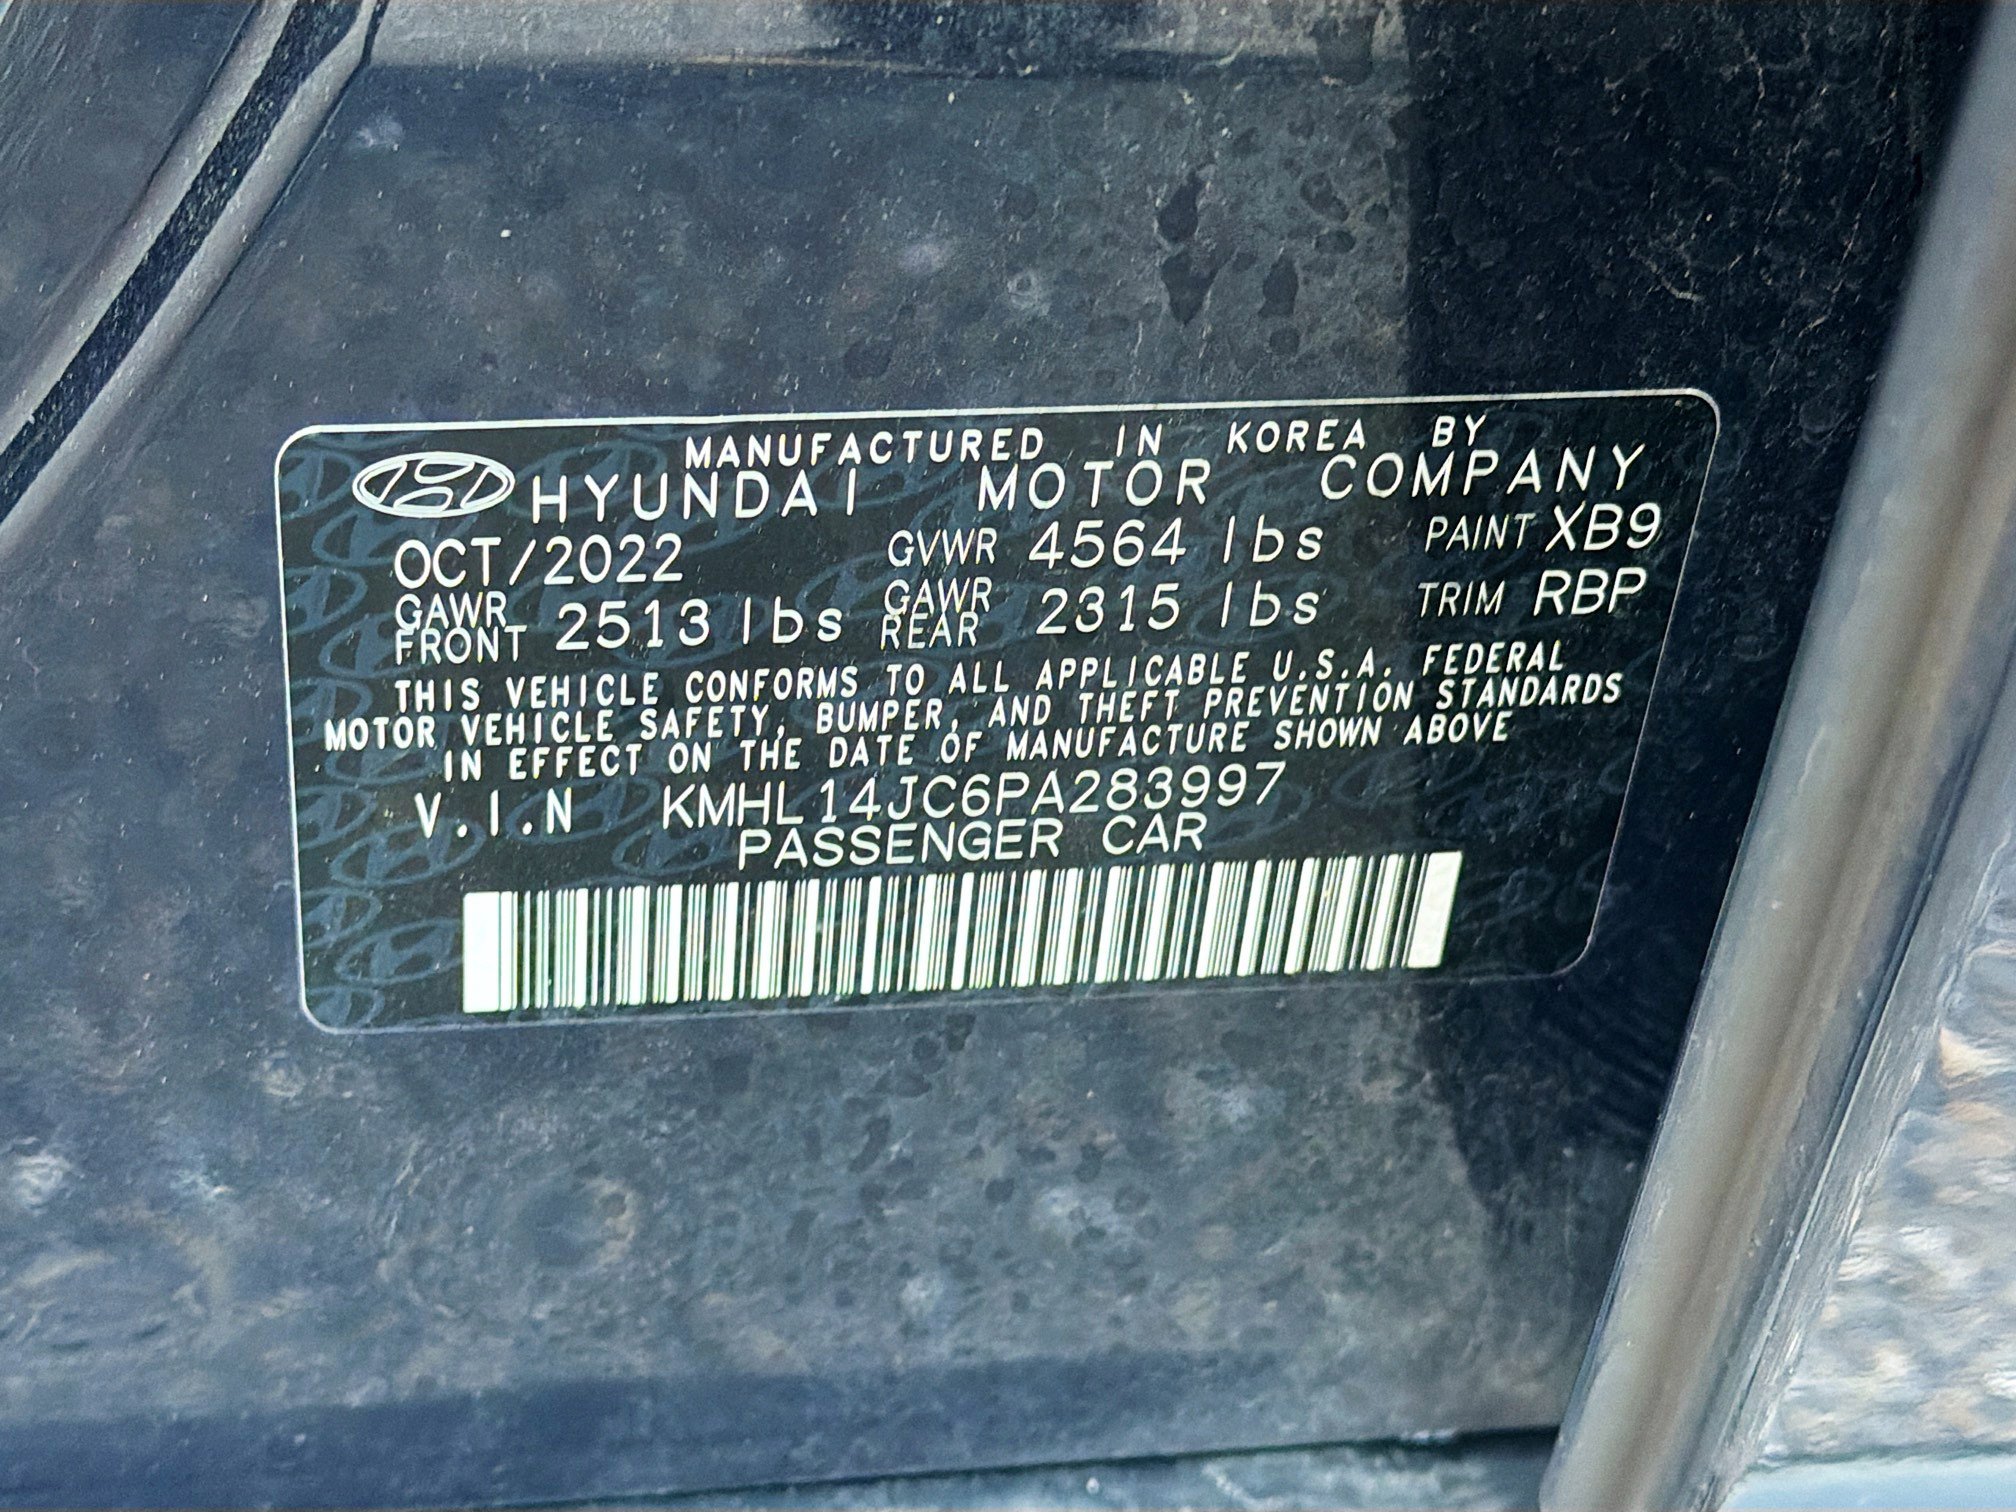 MANUFACTURED IN KOREA BY
HYUNDAI MOTOR COMPANY
OCT/2022 GVWR 4564 lbs PAINT XB9
GAWR FRONT 2513 lbs GAWR REAR 2315 lbs TRIM RBP
THIS VEHICLE CONFORMS TO ALL APPLICABLE U.S.A. FEDERAL
MOTOR VEHICLE SAFETY, BUMPER, AND THEFT PREVENTION STANDARDS
IN EFFECT ON THE DATE OF MANUFACTURE SHOWN ABOVE
V.I.N KMHL14JC6PA283997
PASSENGER CAR